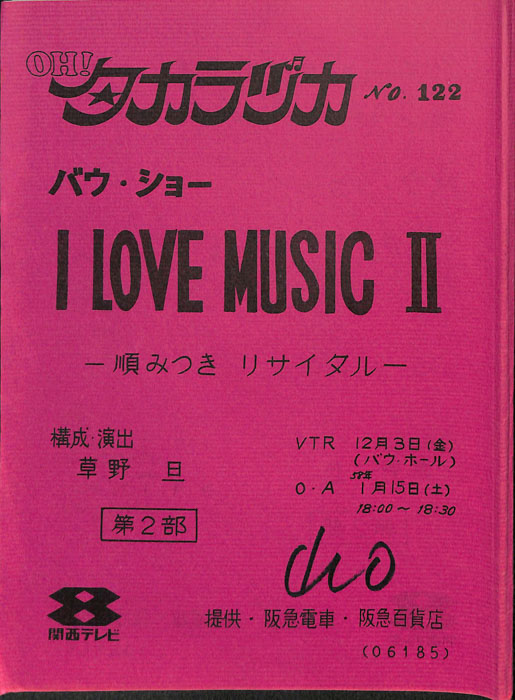 OH!タカラヅカ No. 122
バウ・ショー
I LOVE MUSIC II
ー順みつき リサイタルー
構成・演出
草野 旦
第2部
VTR 12月3日(金)
(バウ・ホール)
58年
O・A 1月15日(土)
18:00〜18:30
関西テレビ
提供・阪急電車・阪急百貨店
(06185)